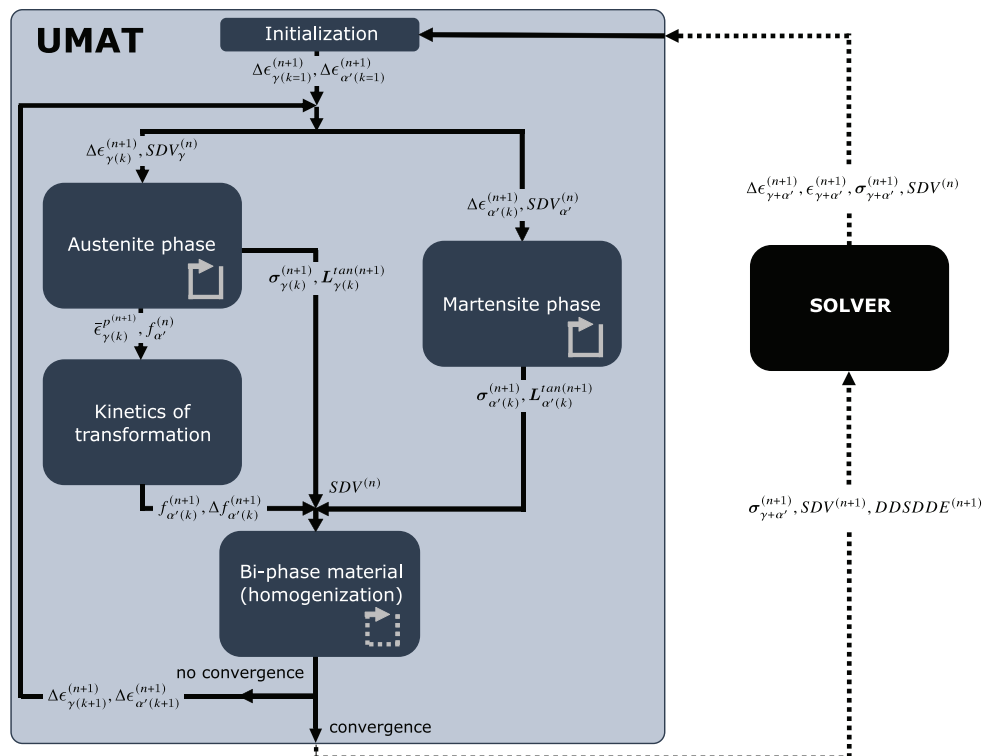 UMAT
Initialization
Δϵ_{γ(k=1)}^{(n+1)}, Δϵ_{α′(k=1)}^{(n+1)}
Δϵ_{γ(k)}^{(n+1)}, SDV_γ^{(n)}
Δϵ_{α′(k)}^{(n+1)}, SDV_{α′}^{(n)}
Austenite phase
σ_{γ(k)}^{(n+1)}, L_{γ(k)}^{tan(n+1)}
Martensite phase
ϵ̄_{γ(k)}^{p^{(n+1)}}, f_{α′}^{(n)}
Kinetics of
transformation
σ_{α′(k)}^{(n+1)}, L_{α′(k)}^{tan(n+1)}
SDV^{(n)}
f_{α′(k)}^{(n+1)}, Δf_{α′(k)}^{(n+1)}
Bi-phase material
(homogenization)
no convergence
Δϵ_{γ(k+1)}^{(n+1)}, Δϵ_{α′(k+1)}^{(n+1)}
convergence
Δϵ_{γ+α′}^{(n+1)}, ϵ_{γ+α′}^{(n+1)}, σ_{γ+α′}^{(n+1)}, SDV^{(n)}
SOLVER
σ_{γ+α′}^{(n+1)}, SDV^{(n+1)}, DDSDDE^{(n+1)}